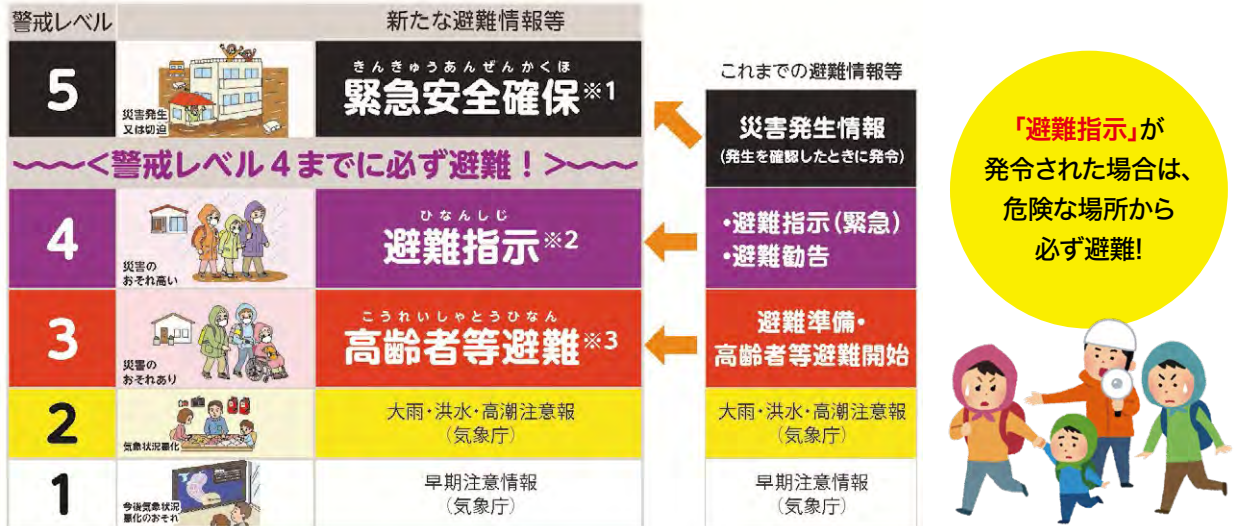 警戒レベル
新たな避難情報等
5
災害発生
又は切迫
きんきゅうあんぜんかくほ
緊急安全確保※1
〜〜〜<警戒レベル4までに必ず避難！>〜〜〜
4
災害の
おそれ高い
ひなんしじ
避難指示※2
3
災害の
おそれあり
こうれいしゃとうひなん
高齢者等避難※3
2
気象状況悪化
大雨・洪水・高潮注意報
（気象庁）
1
今後気象状況
悪化のおそれ
早期注意情報
（気象庁）
これまでの避難情報等
災害発生情報
(発生を確認したときに発令)
・避難指示（緊急）
・避難勧告
避難準備・
高齢者等避難開始
大雨・洪水・高潮注意報
（気象庁）
早期注意情報
（気象庁）
「避難指示」が
発令された場合は、
危険な場所から
必ず避難!